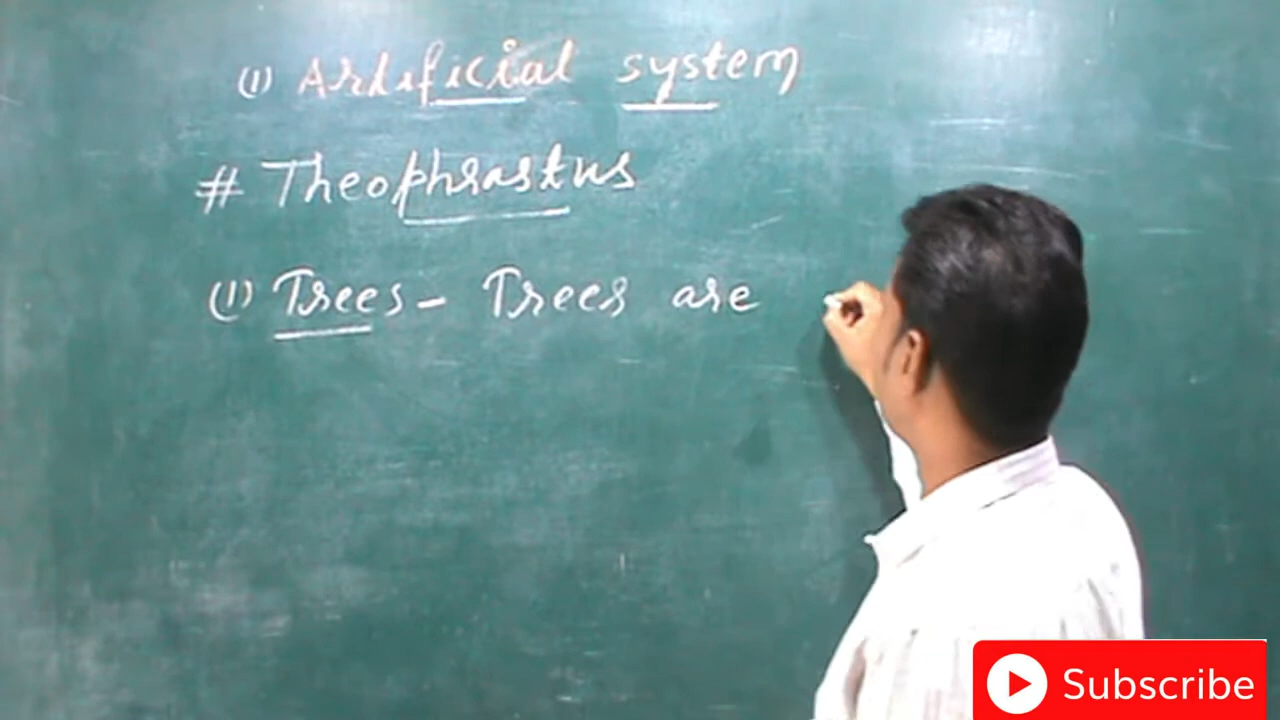 (1) Artificial system
# Theophrastus
(1) Trees - Trees are
Subscribe